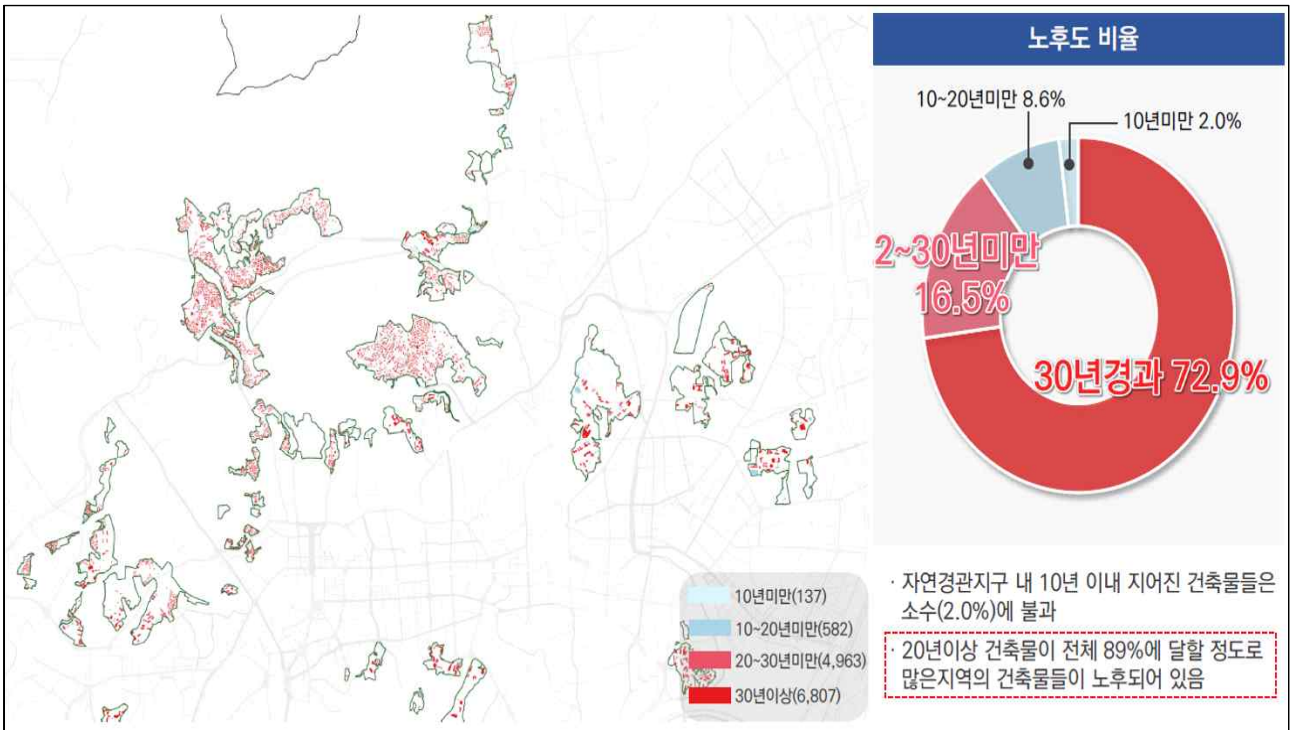 노후도 비율
10~20년미만 8.6%
10년미만 2.0%
2~30년미만
16.5%
30년경과 72.9%
10년미만(137)
10~20년미만(582)
20~30년미만(4,963)
30년이상(6,807)
· 자연경관지구 내 10년 이내 지어진 건축물들은
소수(2.0%)에 불과
· 20년이상 건축물이 전체 89%에 달할 정도로
많은지역의 건축물들이 노후되어 있음